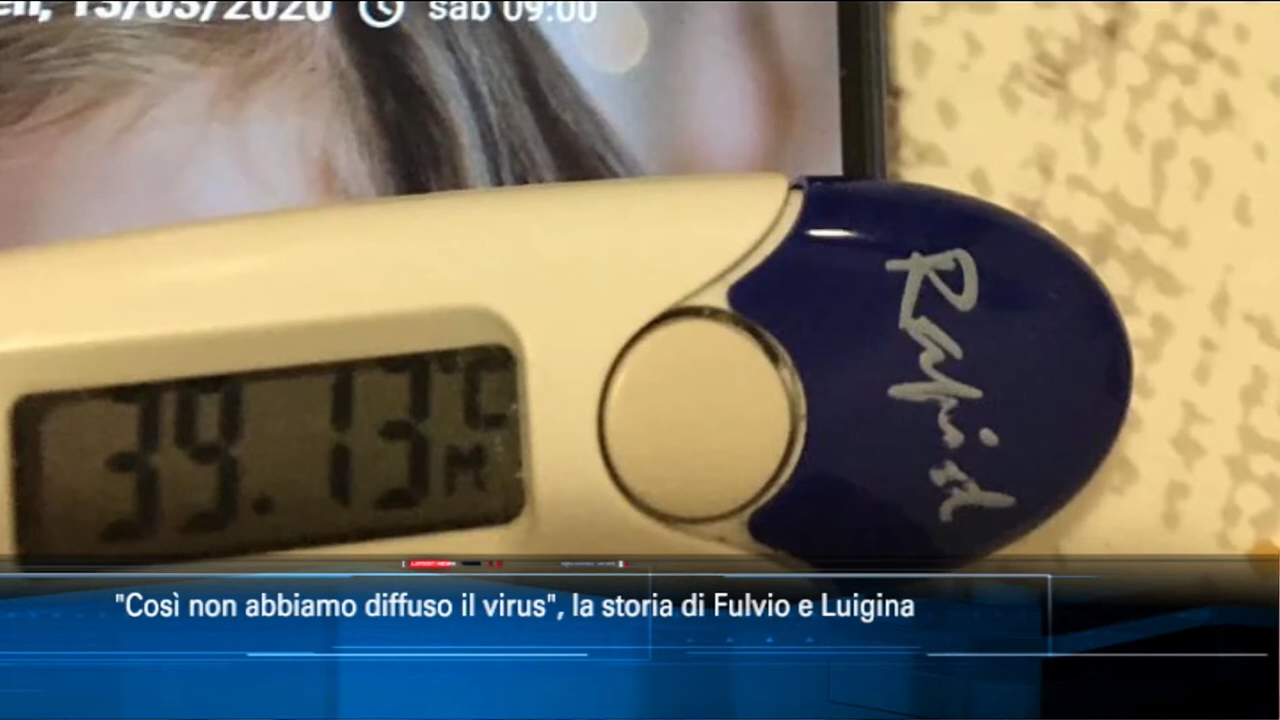 13/03/2020 sab 09:00
Rapid
39.13°C
M
"Così non abbiamo diffuso il virus", la storia di Fulvio e Luigina